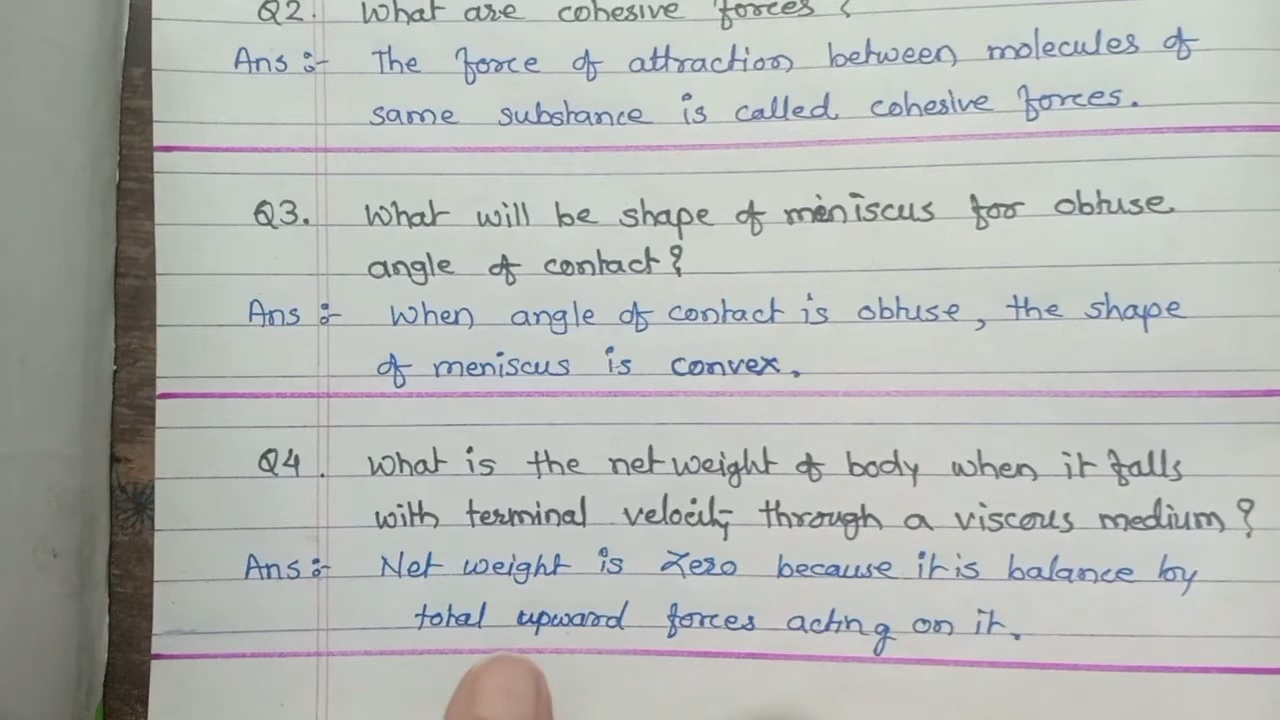 Q2. What are cohesive forces?
Ans :- The force of attraction between molecules of
same substance is called cohesive forces.
Q3. What will be shape of meniscus for obtuse
angle of contact?
Ans :- When angle of contact is obtuse, the shape
of meniscus is convex.
Q4. What is the net weight of body when it falls
with terminal velocity through a viscous medium?
Ans :- Net weight is zero because it is balance by
total upward forces acting on it.